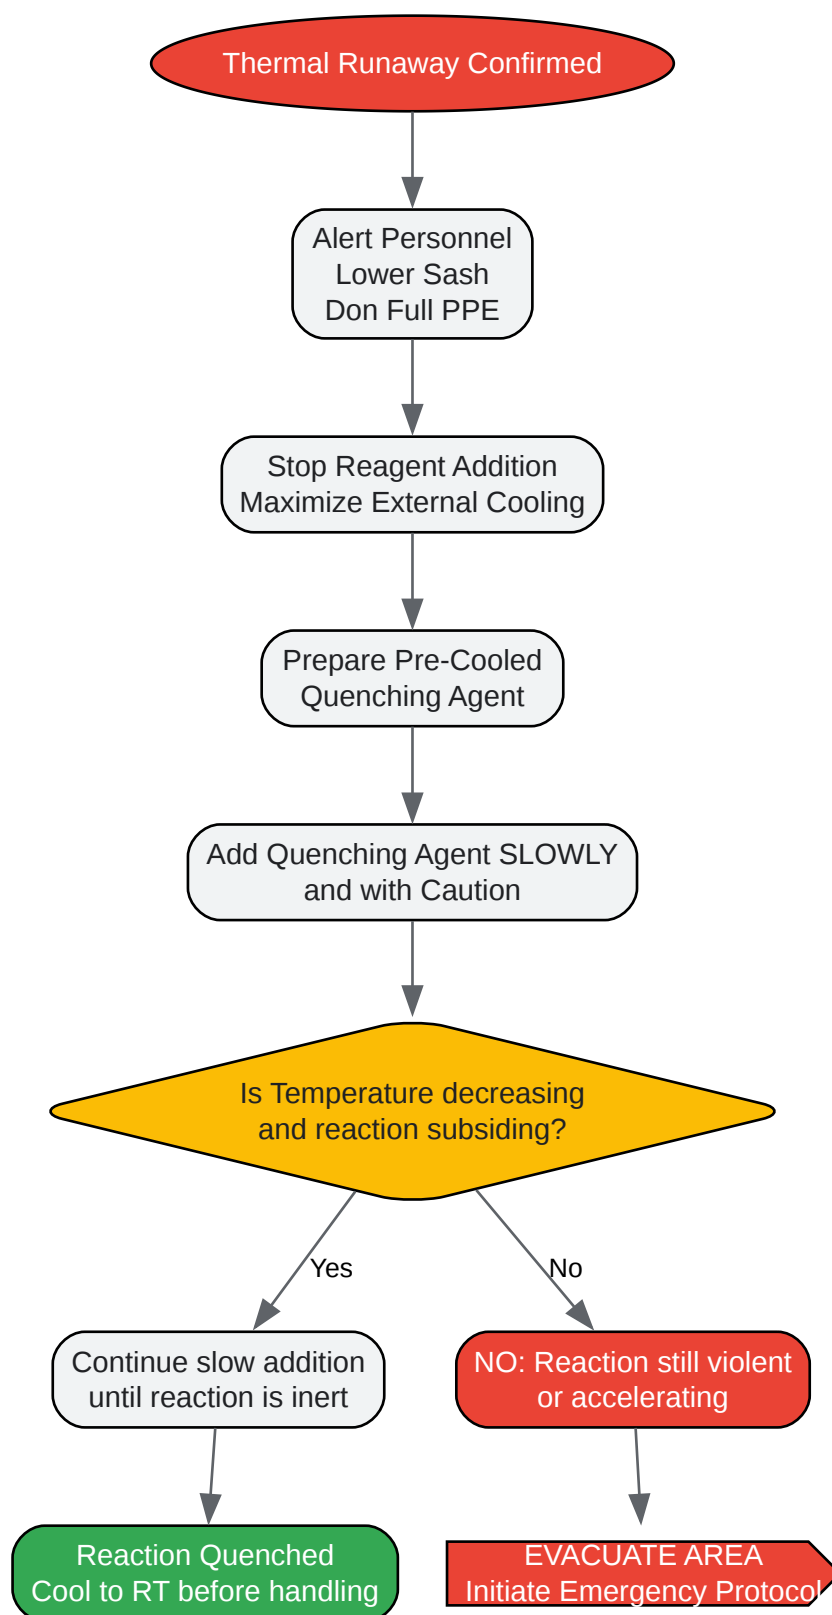 Thermal Runaway Confirmed
Alert Personnel
Lower Sash
Don Full PPE
Stop Reagent Addition
Maximize External Cooling
Prepare Pre-Cooled
Quenching Agent
Add Quenching Agent SLOWLY
and with Caution
Is Temperature decreasing
and reaction subsiding?
Yes
No
Continue slow addition
until reaction is inert
NO: Reaction still violent
or accelerating
Reaction Quenched
Cool to RT before handling
EVACUATE AREA
Initiate Emergency Protocol